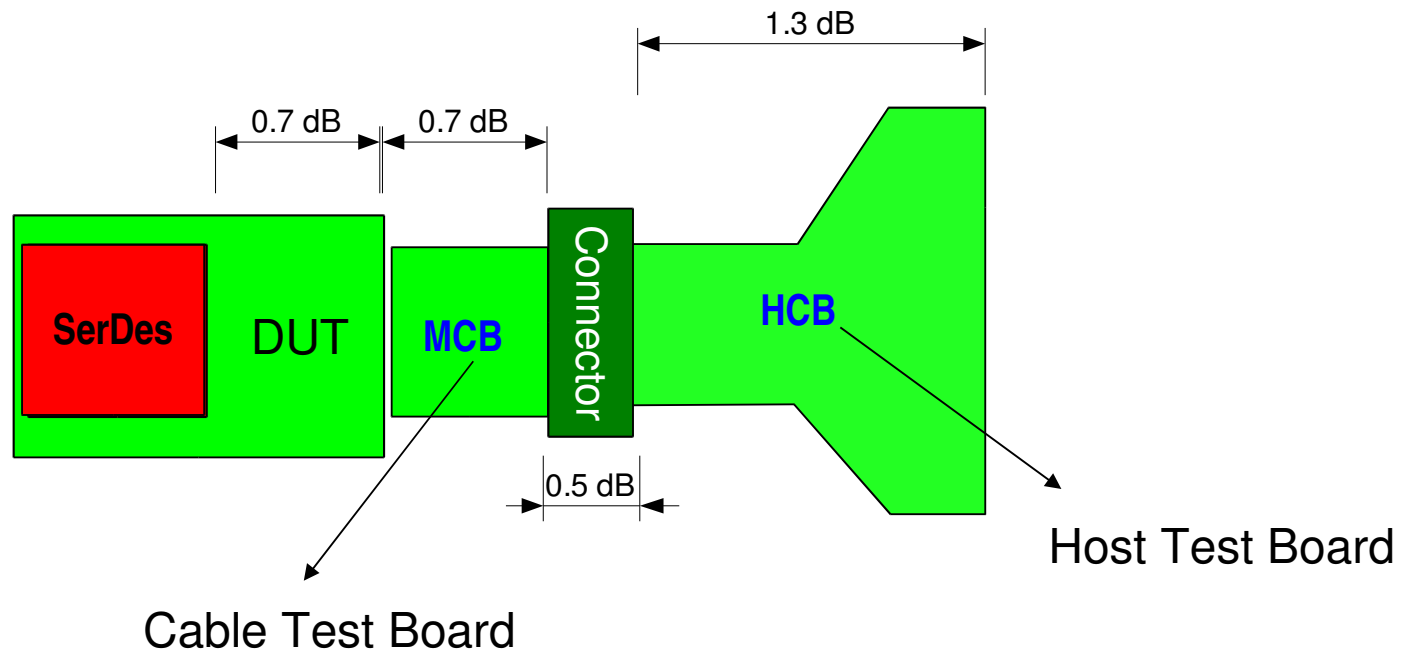 1.3 dB
0.7 dB
0.7 dB
SerDes
DUT
MCB
Connector
HCB
0.5 dB
Host Test Board
Cable Test Board